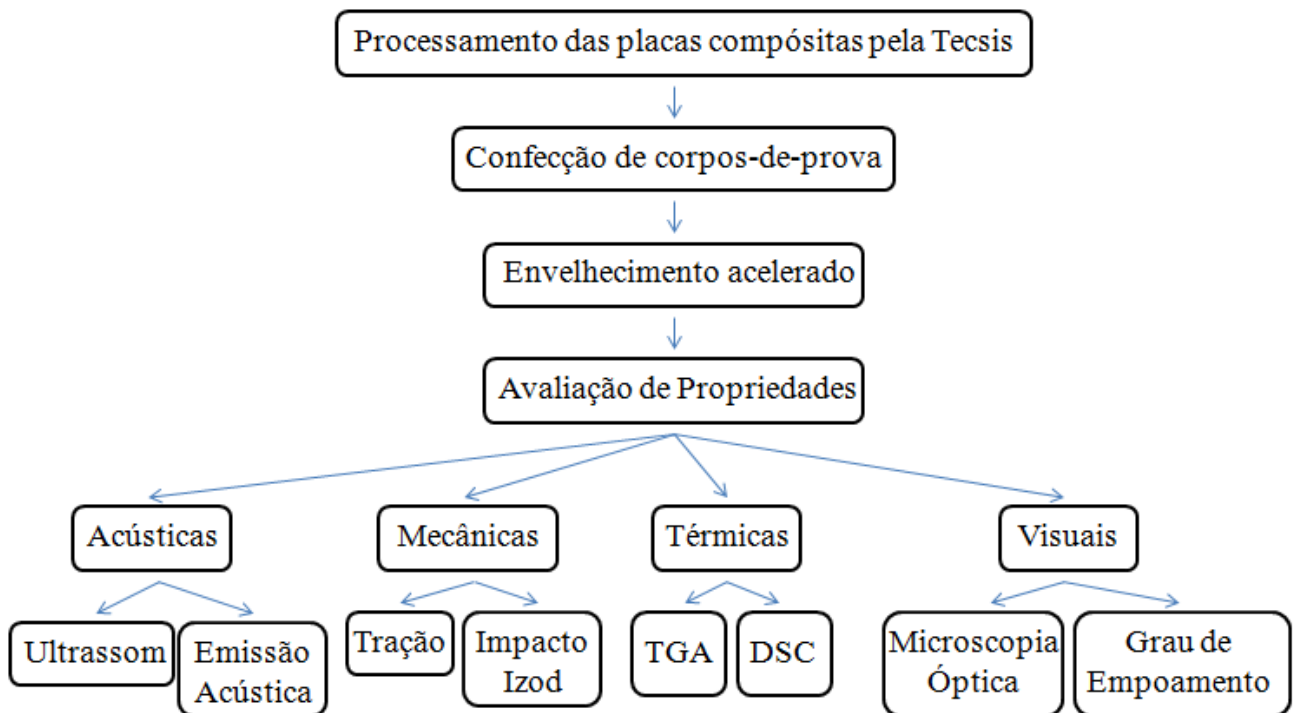 Processamento das placas compósitas pela Tecsis
Confecção de corpos-de-prova
Envelhecimento acelerado
Avaliação de Propriedades
Acústicas
Mecânicas
Térmicas
Visuais
Ultrassom
Emissão
Acústica
Tração
Impacto
Izod
TGA
DSC
Microscopia
Óptica
Grau de
Empoamento